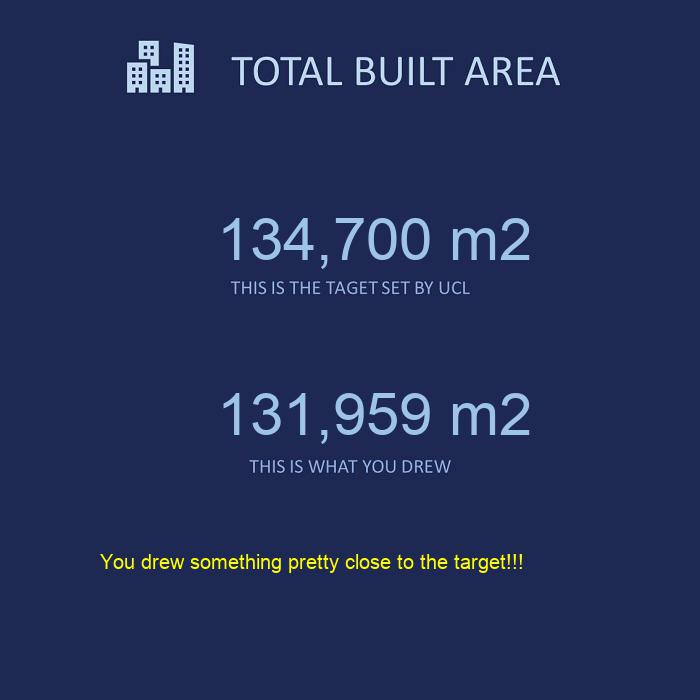 TOTAL BUILT AREA
134,700 m2
THIS IS THE TAGET SET BY UCL
131,959 m2
THIS IS WHAT YOU DREW
You drew something pretty close to the target!!!